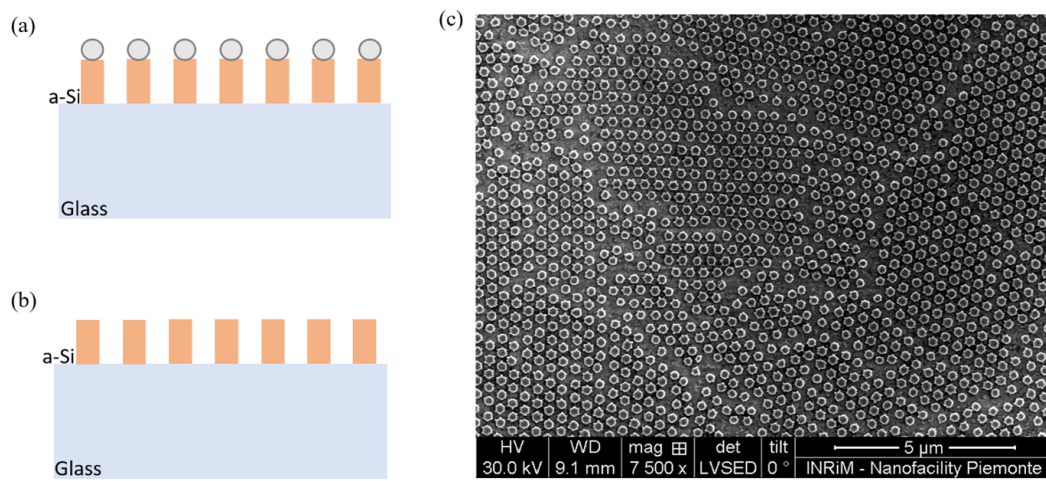 (a)
a-Si
Glass
(b)
a-Si
Glass
(c)
HV WD mag ⊞ det tilt 5 µm
30.0 kV 9.1 mm 7 500 x LVSED 0 ° INRiM - Nanofacility Piemonte